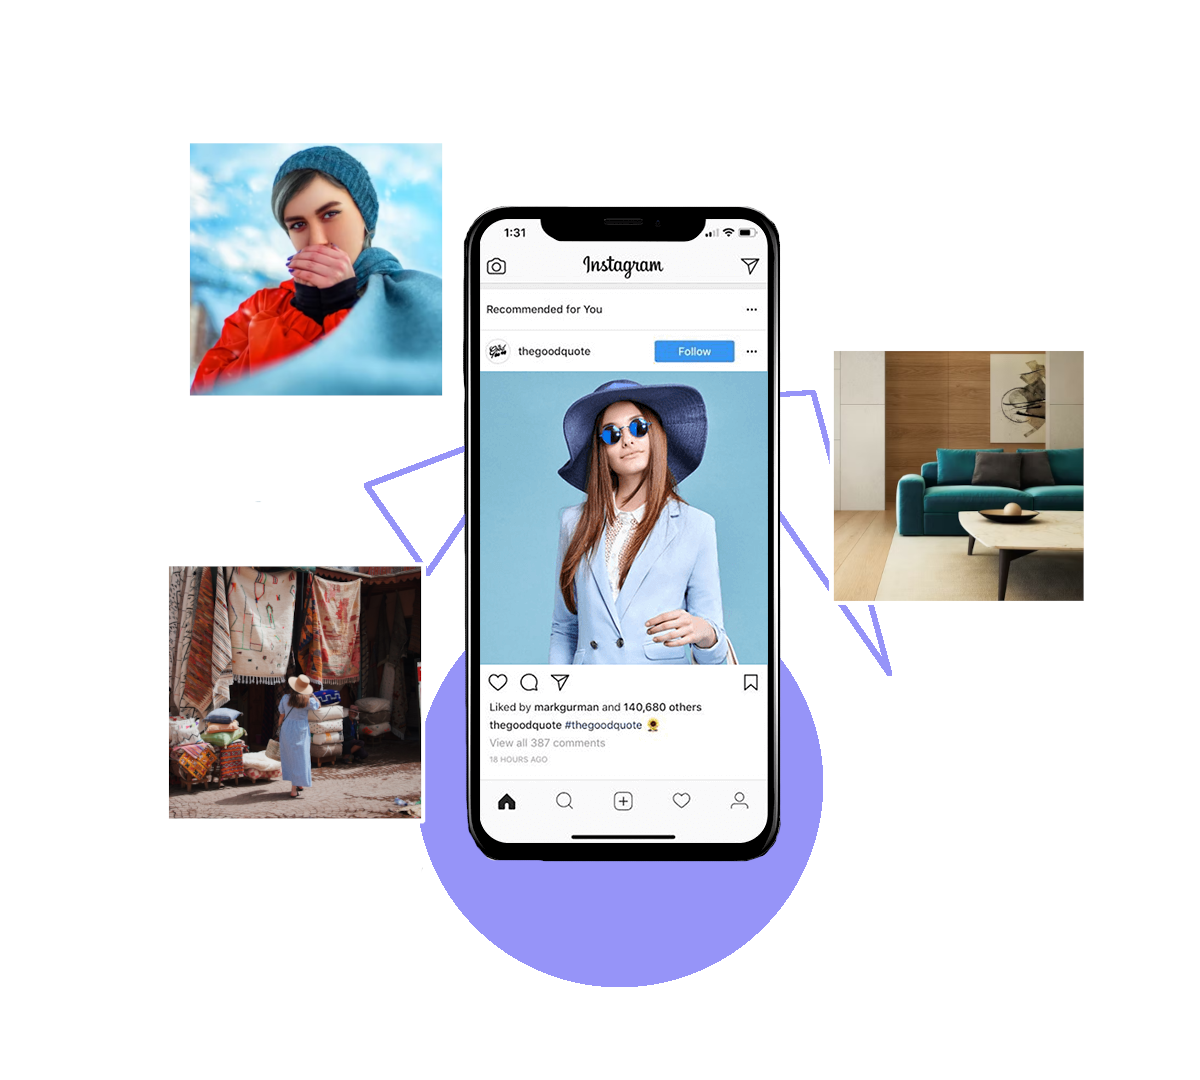 1:31
Instagram
Recommended for You
thegoodquote
Follow
Liked by markgurman and 140,680 others
thegoodquote #thegoodquote 🌻
View all 387 comments
18 HOURS AGO